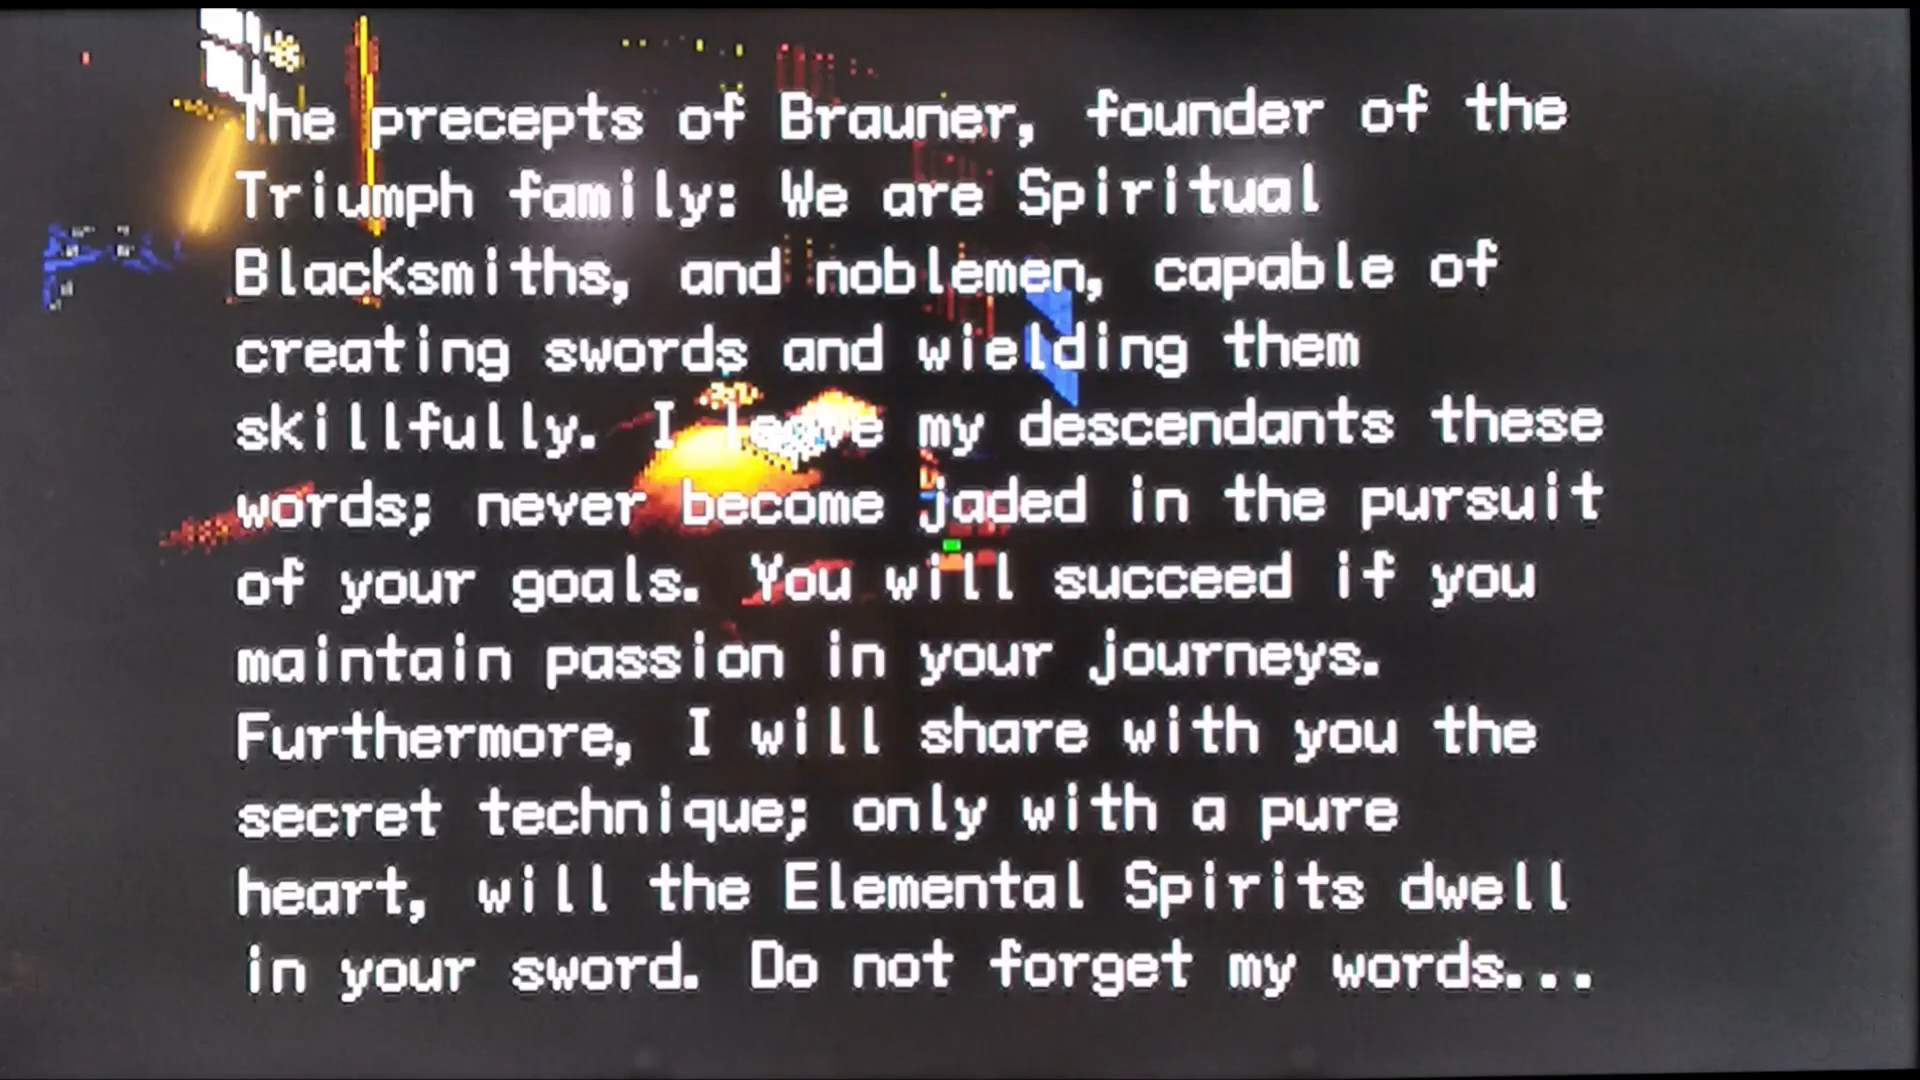 The precepts of Brauner, founder of the
Triumph family: We are Spiritual
Blacksmiths, and noblemen, capable of
creating swords and wielding them
skillfully. I leave my descendants these
words; never become jaded in the pursuit
of your goals. You will succeed if you
maintain passion in your journeys.
Furthermore, I will share with you the
secret technique; only with a pure
heart, will the Elemental Spirits dwell
in your sword. Do not forget my words...